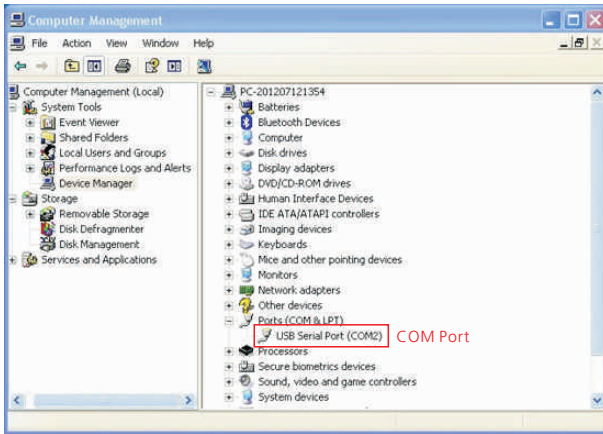 Computer Management
File Action View Window Help
Computer Management (Local)
System Tools
Event Viewer
Shared Folders
Local Users and Groups
Performance Logs and Alerts
Device Manager
Storage
Removable Storage
Disk Defragmenter
Disk Management
Services and Applications
PC-201207121354
Batteries
Bluetooth Devices
Computer
Disk drives
Display adapters
DVD/CD-ROM drives
Human Interface Devices
IDE ATA/ATAPI controllers
Imaging devices
Keyboards
Mice and other pointing devices
Monitors
Network adapters
Other devices
Ports (COM & LPT)
USB Serial Port (COM2) COM Port
Processors
Secure biometrics devices
Sound, video and game controllers
System devices